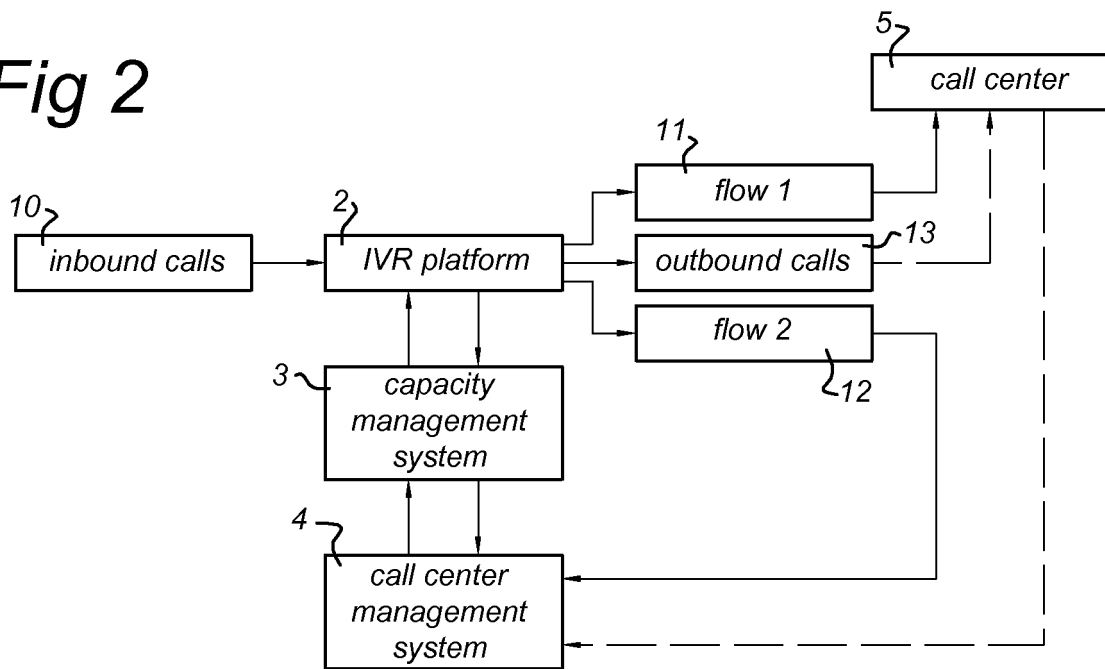 Fig 2
5
call center
11
flow 1
10
inbound calls
2
IVR platform
13
outbound calls
flow 2
12
3
capacity
management
system
4
call center
management
system